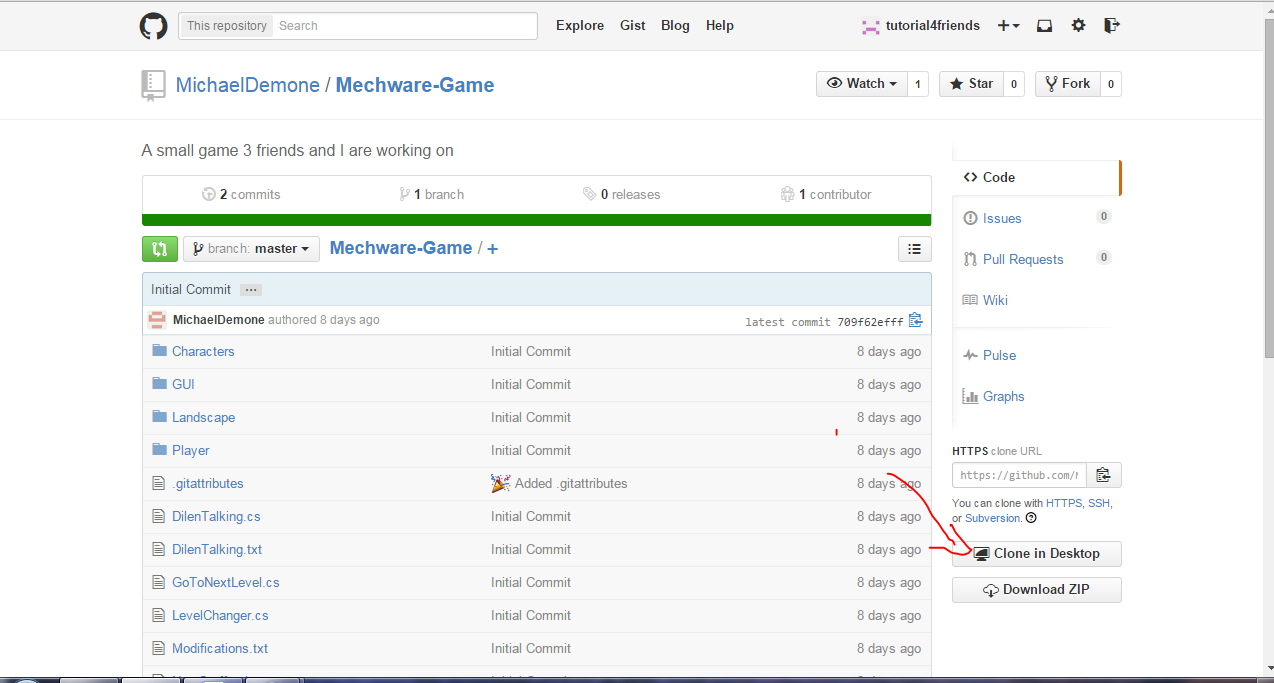 This repository Search Explore Gist Blog Help tutorial4friends
MichaelDemone / Mechware-Game Watch 1 Star 0 Fork 0
A small game 3 friends and I are working on
2 commits 1 branch 0 releases 1 contributor
branch: master Mechware-Game / +
Initial Commit ...
MichaelDemone authored 8 days ago latest commit 709f62efff
Characters Initial Commit 8 days ago
GUI Initial Commit 8 days ago
Landscape Initial Commit 8 days ago
Player Initial Commit 8 days ago
.gitattributes Added .gitattributes 8 days ago
DilenTalking.cs Initial Commit 8 days ago
DilenTalking.txt Initial Commit 8 days ago
GoToNextLevel.cs Initial Commit 8 days ago
LevelChanger.cs Initial Commit 8 days ago
Modifications.txt Initial Commit 8 days ago
Code
Issues 0
Pull Requests 0
Wiki
Pulse
Graphs
HTTPS clone URL
https://github.com/
You can clone with HTTPS, SSH,
or Subversion.
Clone in Desktop
Download ZIP